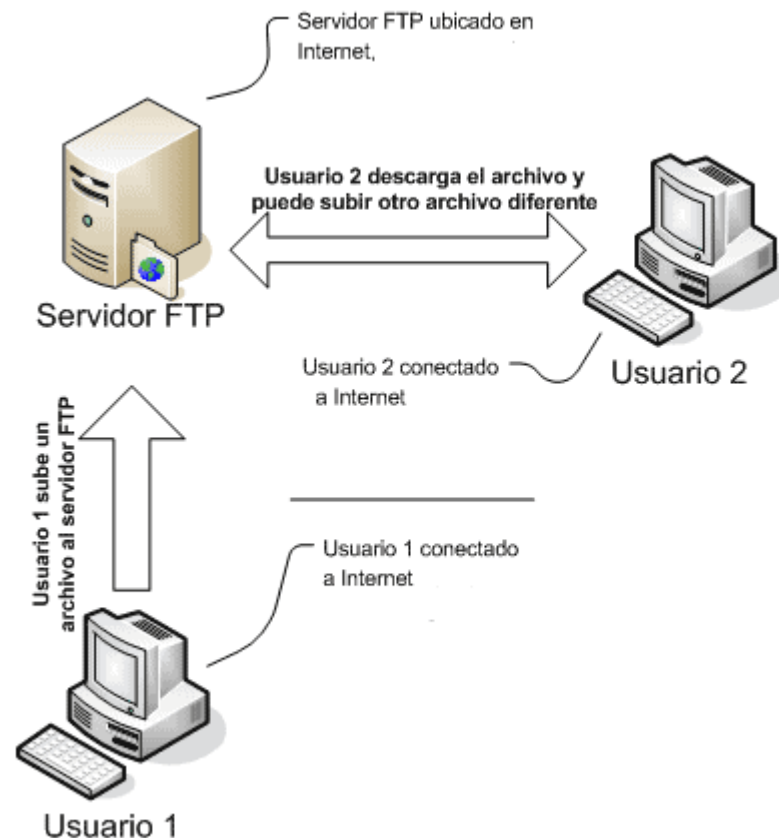 Servidor FTP ubicado en
Internet,
Usuario 2 descarga el archivo y
puede subir otro archivo diferente
Servidor FTP
Usuario 2 conectado
a Internet
Usuario 2
Usuario 1 sube un
archivo al servidor FTP
Usuario 1 conectado
a Internet
Usuario 1